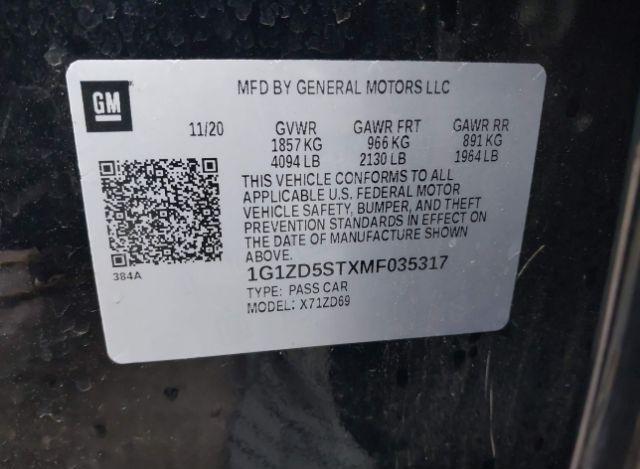 GM
MFD BY GENERAL MOTORS LLC
11/20 GVWR GAWR FRT GAWR RR
1857 KG 966 KG 891 KG
4094 LB 2130 LB 1964 LB
THIS VEHICLE CONFORMS TO ALL
APPLICABLE U.S. FEDERAL MOTOR
VEHICLE SAFETY, BUMPER, AND THEFT
PREVENTION STANDARDS IN EFFECT ON
THE DATE OF MANUFACTURE SHOWN
ABOVE.
384A
1G1ZD5STXMF035317
TYPE: PASS CAR
MODEL: X71ZD69